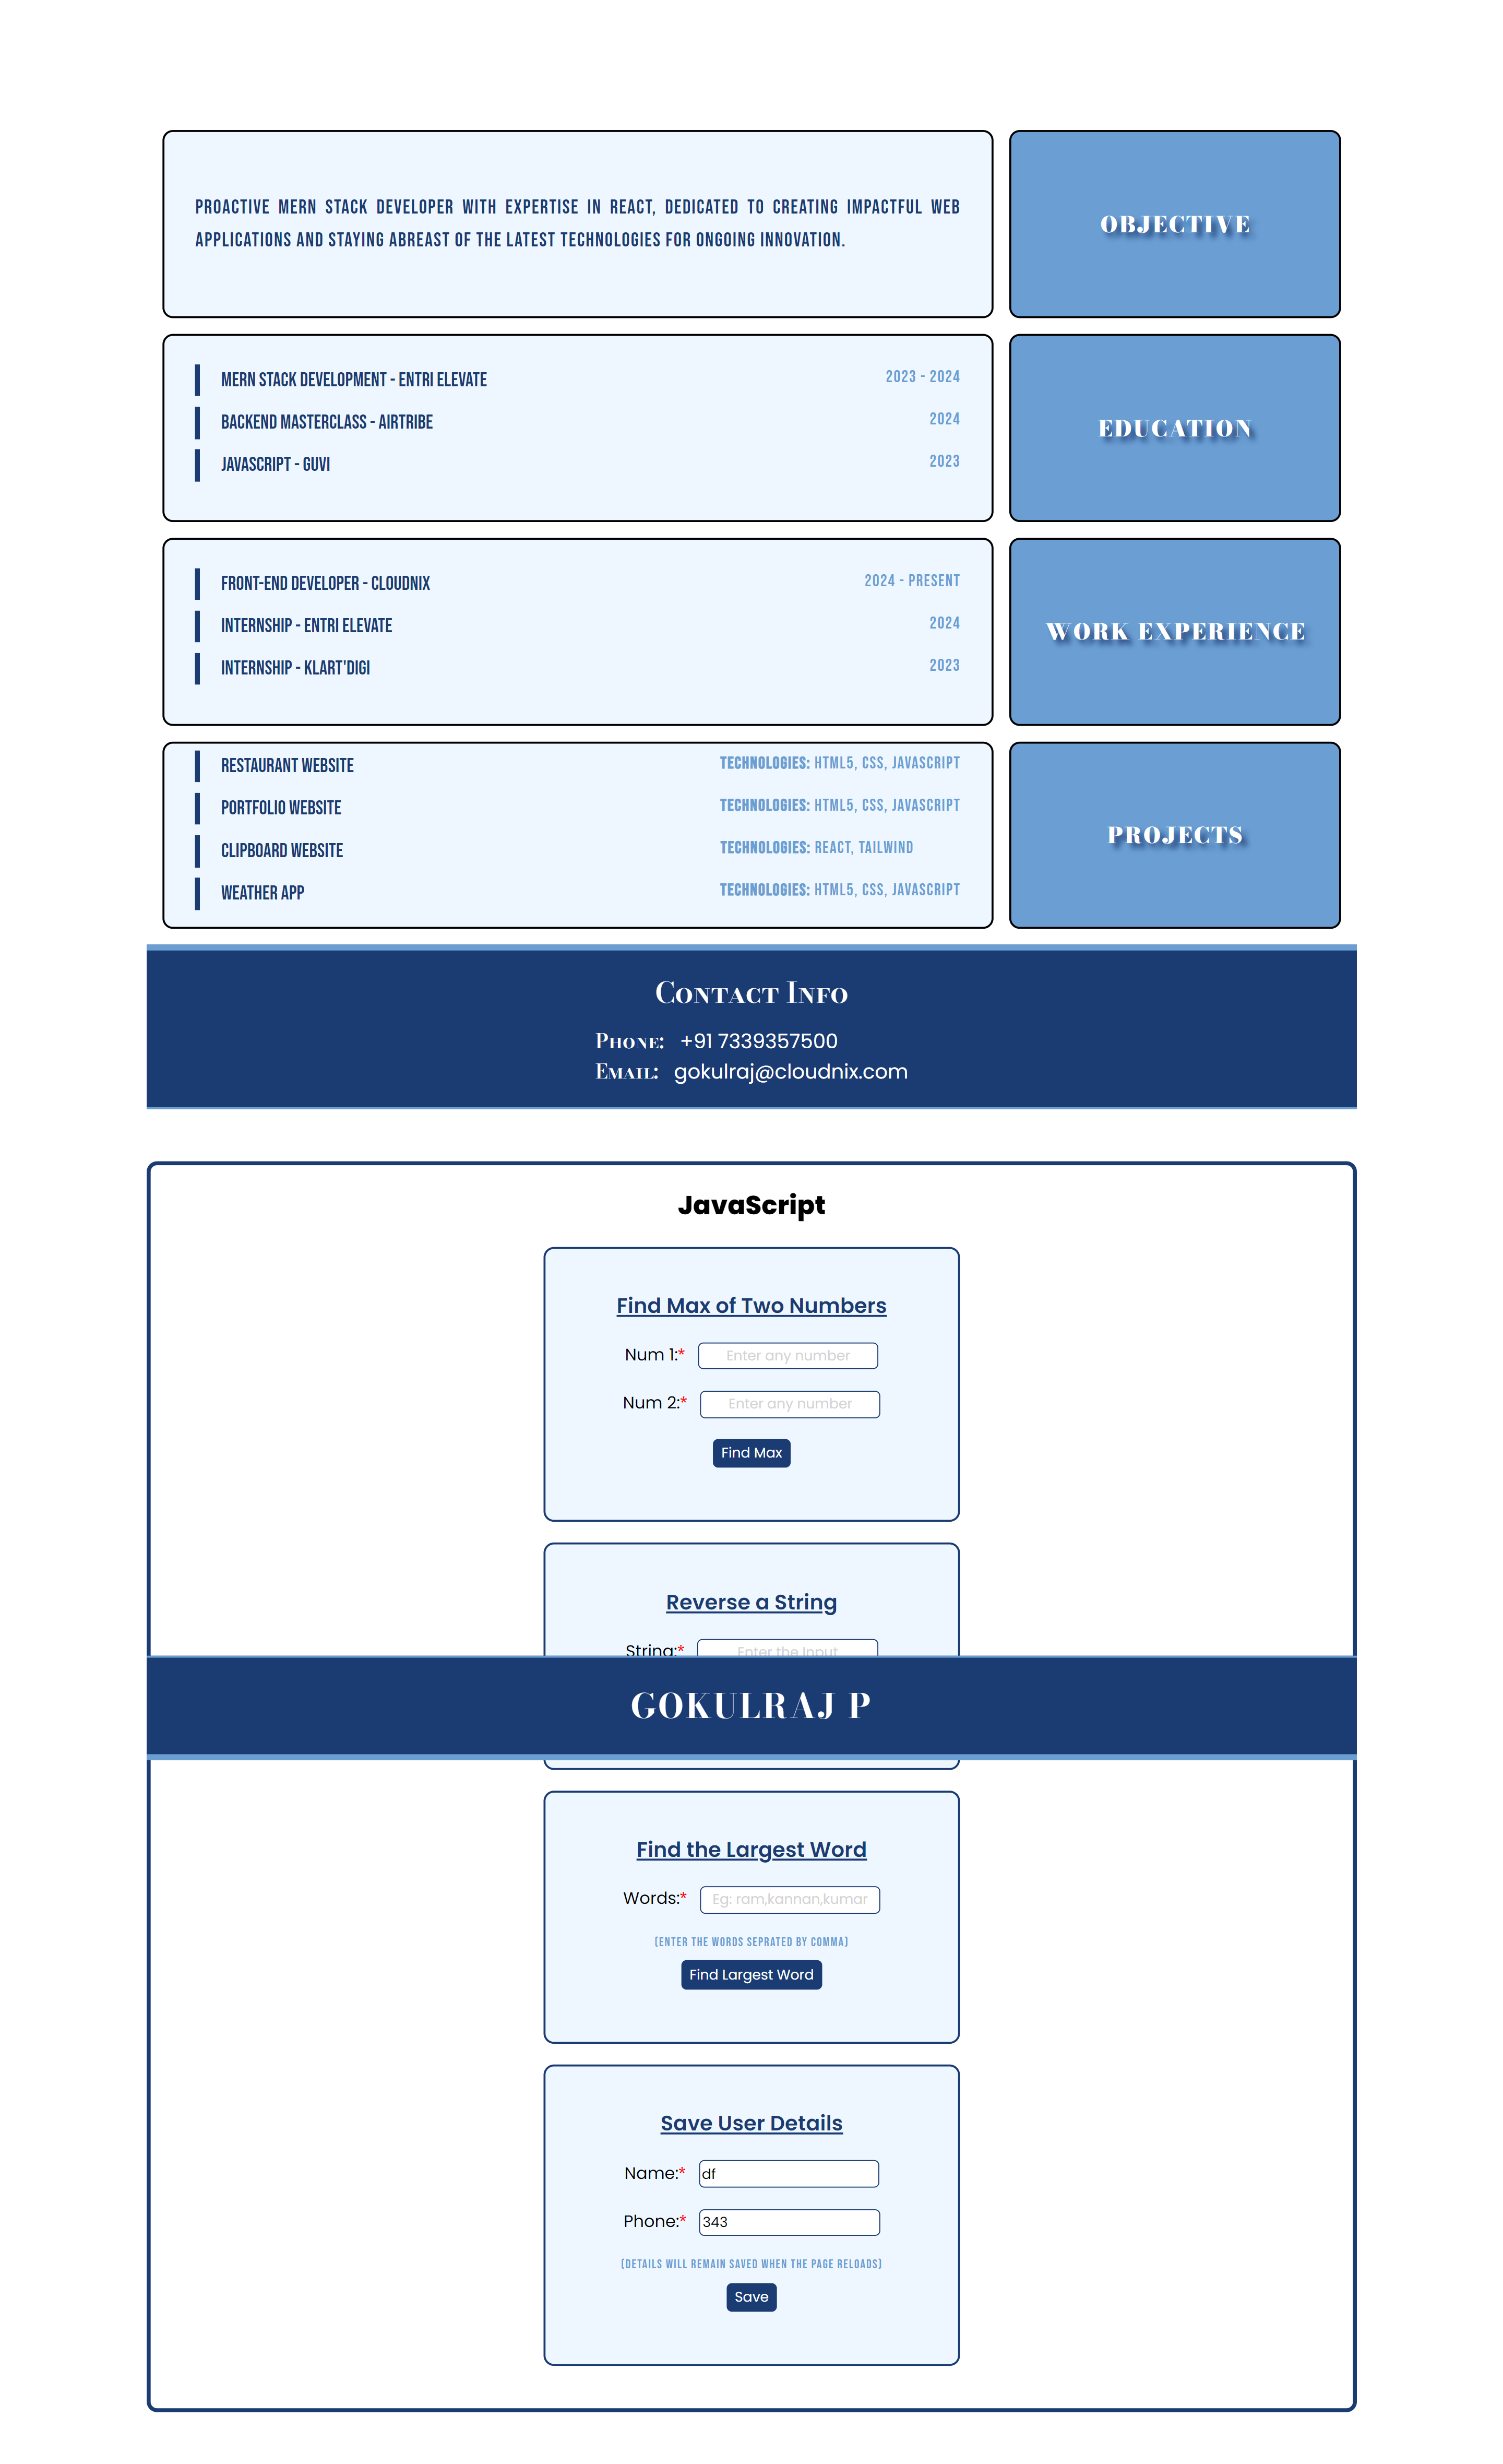 PROACTIVE MERN STACK DEVELOPER WITH EXPERTISE IN REACT, DEDICATED TO CREATING IMPACTFUL WEB
APPLICATIONS AND STAYING ABREAST OF THE LATEST TECHNOLOGIES FOR ONGOING INNOVATION.
OBJECTIVE
MERN STACK DEVELOPMENT - ENTRI ELEVATE 2023 - 2024
BACKEND MASTERCLASS - AIRTRIBE 2024
JAVASCRIPT - GUVI 2023
EDUCATION
FRONT-END DEVELOPER - CLOUDNIX 2024 - PRESENT
INTERNSHIP - ENTRI ELEVATE 2024
INTERNSHIP - KLART'DIGI 2023
WORK EXPERIENCE
RESTAURANT WEBSITE TECHNOLOGIES: HTML5, CSS, JAVASCRIPT
PORTFOLIO WEBSITE TECHNOLOGIES: HTML5, CSS, JAVASCRIPT
CLIPBOARD WEBSITE TECHNOLOGIES: REACT, TAILWIND
WEATHER APP TECHNOLOGIES: HTML5, CSS, JAVASCRIPT
PROJECTS
Contact Info
Phone: +91 7339357500
Email: gokulraj@cloudnix.com
JavaScript
Find Max of Two Numbers
Num 1:* Enter any number
Num 2:* Enter any number
Find Max
Reverse a String
String:* Enter the Input
GOKULRAJ P
Find the Largest Word
Words:* Eg: ram,kannan,kumar
(ENTER THE WORDS SEPRATED BY COMMA)
Find Largest Word
Save User Details
Name:* df
Phone:* 343
(DETAILS WILL REMAIN SAVED WHEN THE PAGE RELOADS)
Save